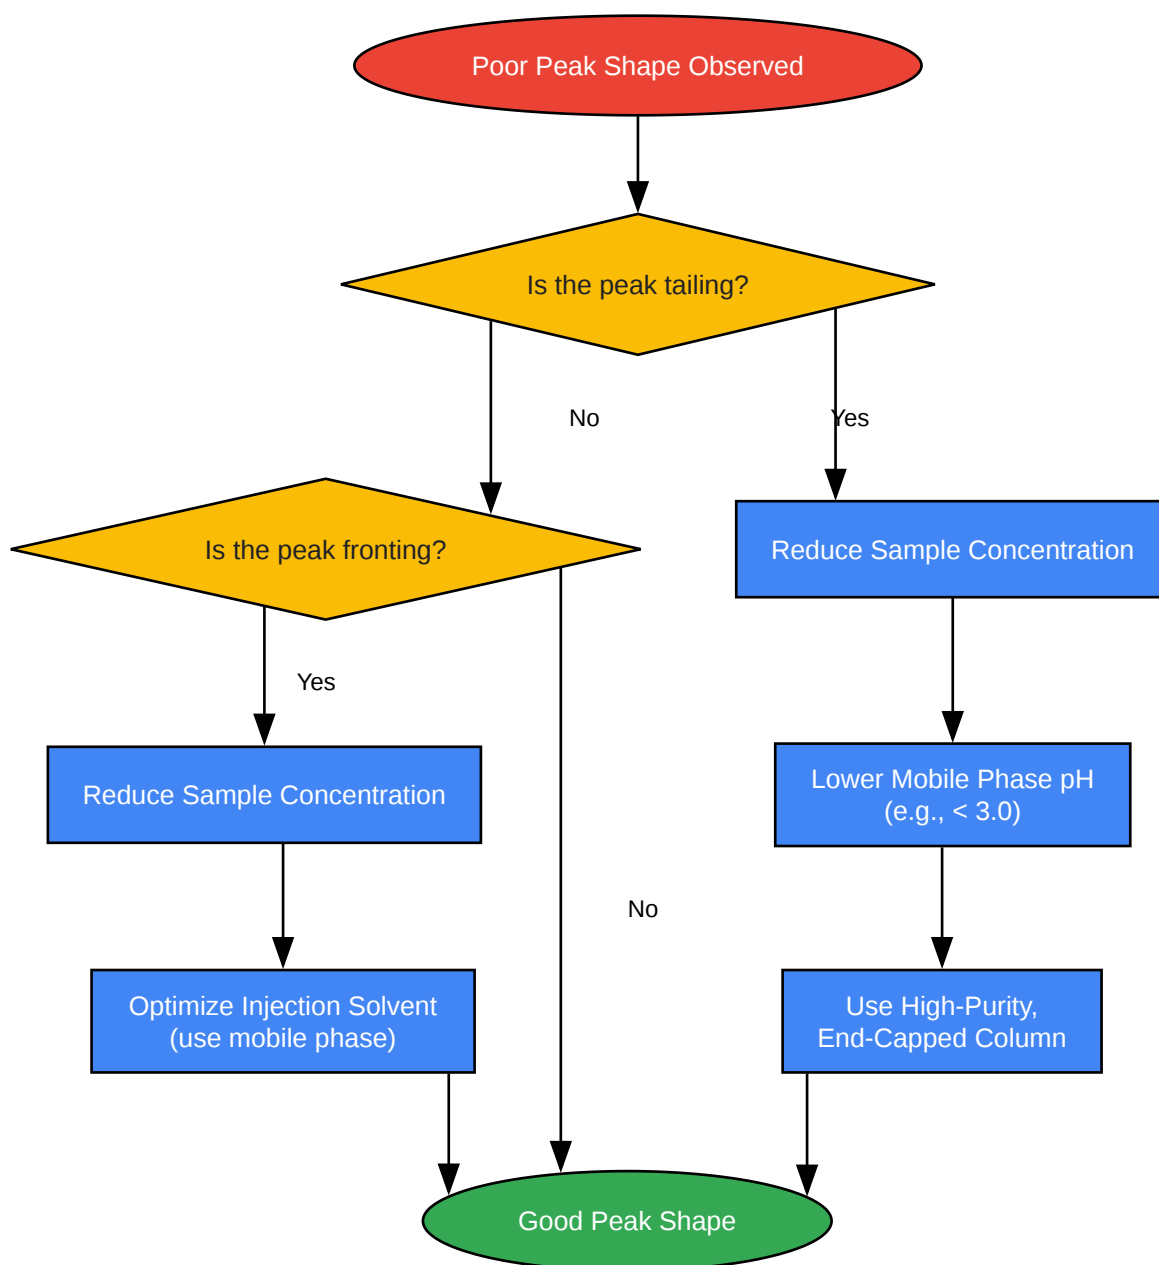 Poor Peak Shape Observed
Is the peak tailing?
No
Yes
Is the peak fronting?
Reduce Sample Concentration
Yes
Reduce Sample Concentration
Lower Mobile Phase pH
(e.g., < 3.0)
No
Optimize Injection Solvent
(use mobile phase)
Use High-Purity,
End-Capped Column
Good Peak Shape